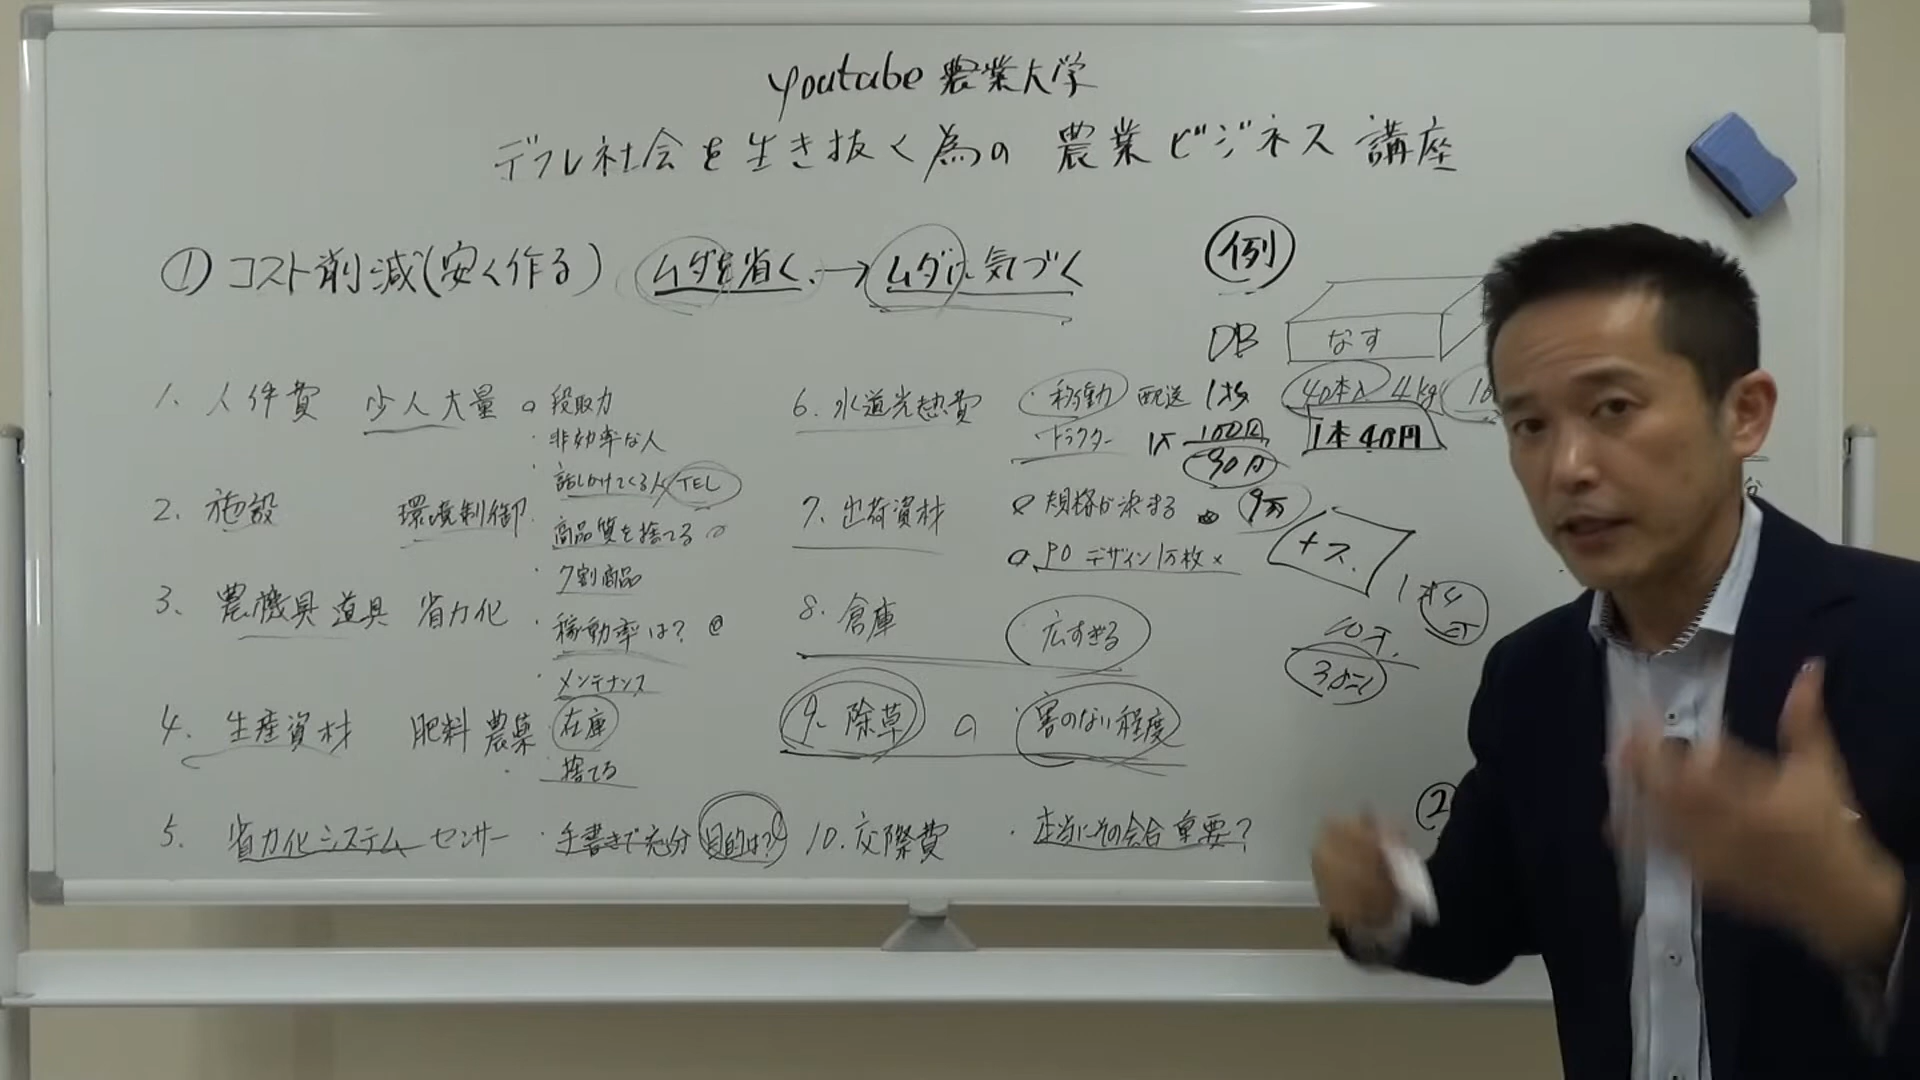 youtube農業大学
デフレ社会を生き抜く為の 農業ビジネス講座
① コスト削減(安く作る) ムダを省く→ムダに気づく
1. 人件費 少人大量 段取力
・非効率な人
・話しかけてくる人 TEL
2. 施設 環境制御
高品質を捨てる
・7割商品
3. 農機具 道具 省力化 ・稼動率は?
・メンテナンス
4. 生産資材 肥料 農薬 在庫
・捨てる
5. 省力化システム センサー ・手書きで充分 目的は?
6. 水道光熱費 ・移動 配送
・トラクター
7. 出荷資材 規格が決まる
DO デザイン1万枚×
8. 倉庫 広すぎる
9. 除草 害のない程度
10. 交際費 ・本当にその会合 重要?
例
DB なす
1枚 40本入 4kg
100円 1本40円
90円
9万
ナス
②